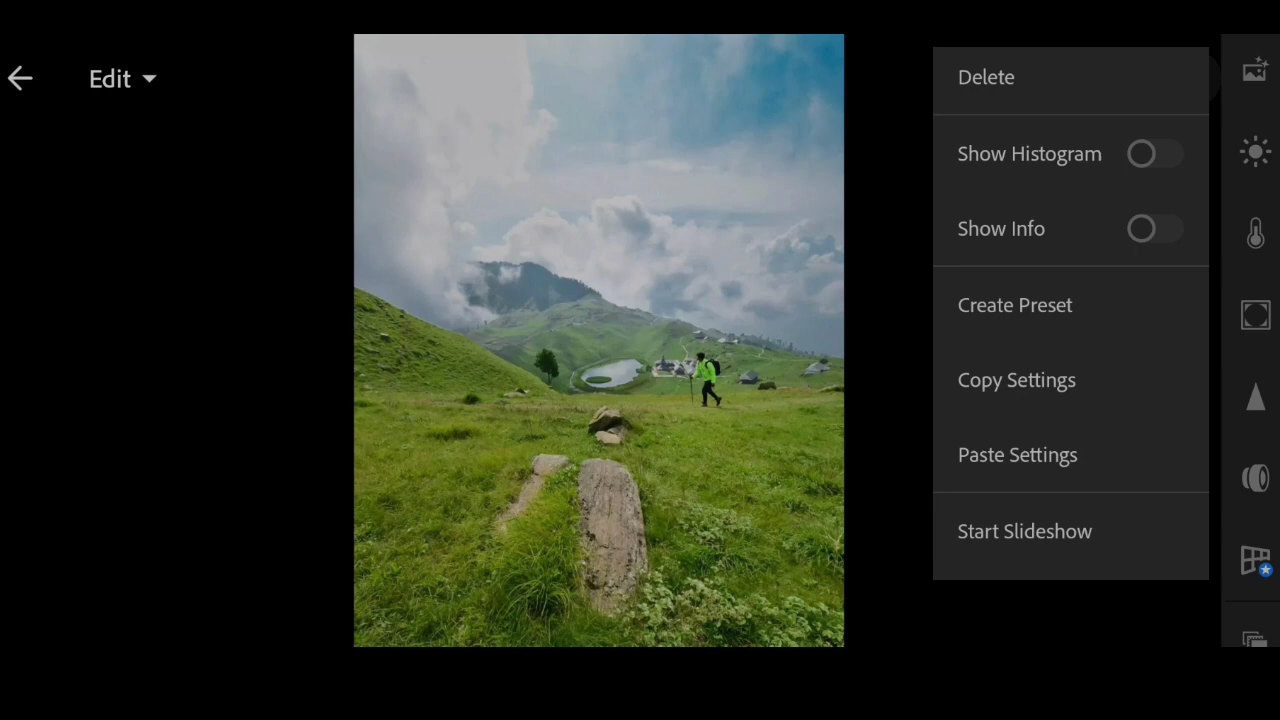 Edit
Delete
Show Histogram
Show Info
Create Preset
Copy Settings
Paste Settings
Start Slideshow